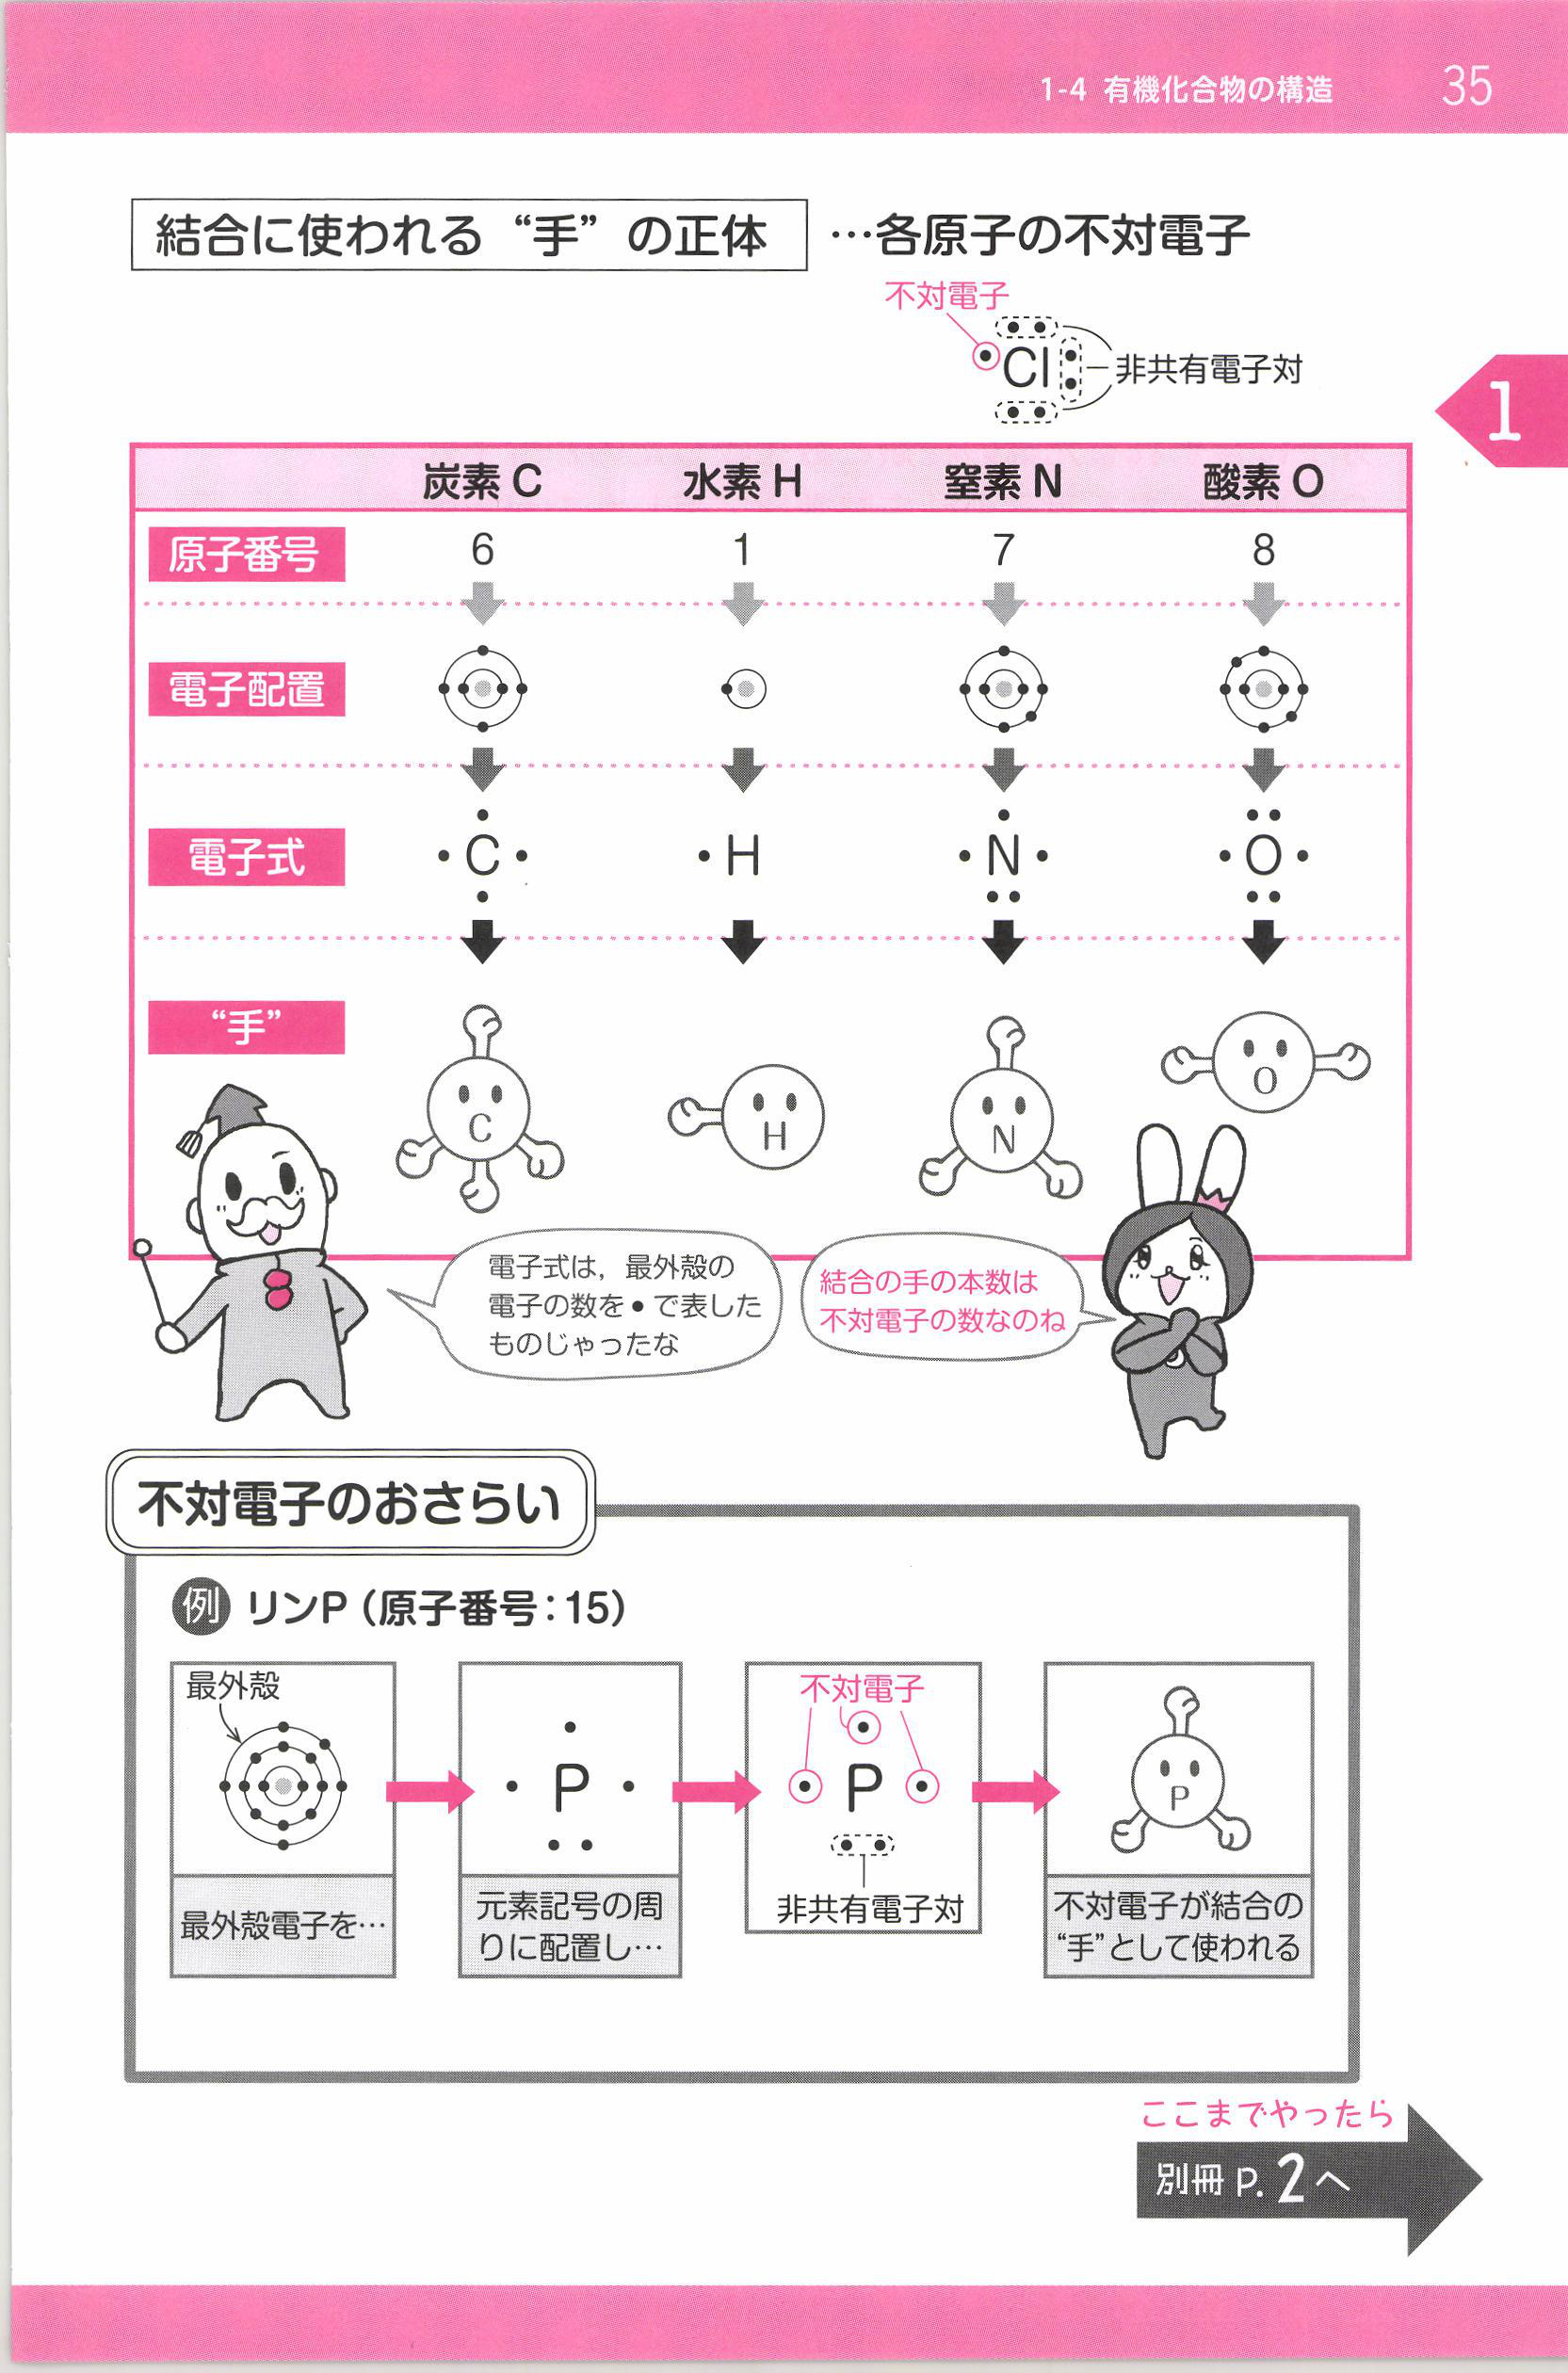 1-4 有機化合物の構造 35
結合に使われる“手”の正体 …各原子の不対電子
不対電子
Cl
非共有電子対
1
炭素 C 水素 H 窒素 N 酸素 O
原子番号 6 1 7 8
電子配置
電子式 C H N O
“手”
C H N O
電子式は，最外殻の
電子の数を●で表した
ものじゃったな
結合の手の本数は
不対電子の数なのね
不対電子のおさらい
例 リンP（原子番号：15）
最外殻
最外殻電子を…
P
元素記号の周
りに配置し…
不対電子
P
非共有電子対
P
不対電子が結合の
“手”として使われる
ここまでやったら
別冊 P. 2 へ